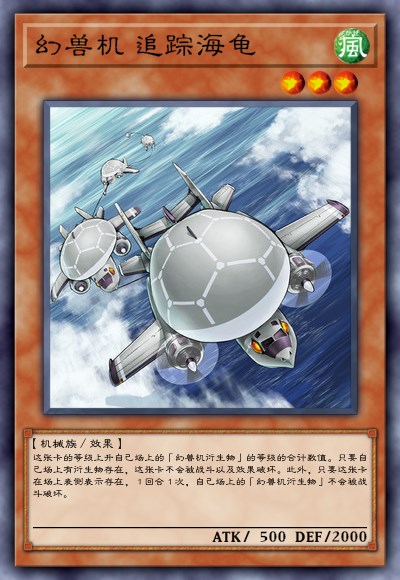 幻兽机 追踪海龟
風
【机械族/效果】
这张卡的等级上升自己场上的「幻兽机衍生物」的等级的合计数值。只要自
己场上有衍生物存在，这张卡不会被战斗以及效果破坏。此外，只要这张卡
在场上表侧表示存在，1回合1次，自己场上的「幻兽机衍生物」不会被战
斗破坏。
ATK/ 500 DEF/2000